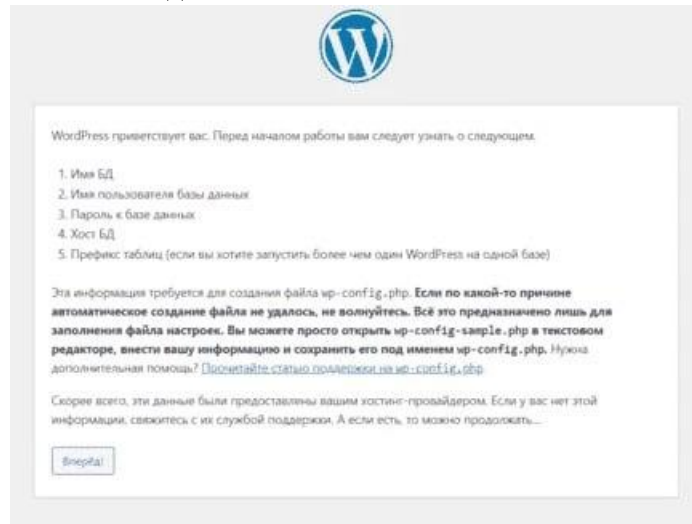 WordPress приветствует вас. Перед началом работы вам следует узнать о следующем.
1. Имя БД
2. Имя пользователя базы данных
3. Пароль к базе данных
4. Хост БД
5. Префикс таблиц (если вы хотите запустить более чем один WordPress на одной базе)
Эта информация требуется для создания файла wp-config.php. Если по какой-то причине
автоматическое создание файла не удалось, не волнуйтесь. Всё это предназначено лишь для
заполнения файла настроек. Вы можете просто открыть wp-config-sample.php в текстовом
редакторе, внести вашу информацию и сохранить его под именем wp-config.php. Нужна
дополнительная помощь? Прочитайте статью поддержки на wp-config.php
Скорее всего, эти данные были предоставлены вашим хостинг-провайдером. Если у вас нет этой
информации, свяжитесь с их службой поддержки. А если есть, то можно продолжать...
Вперёд!